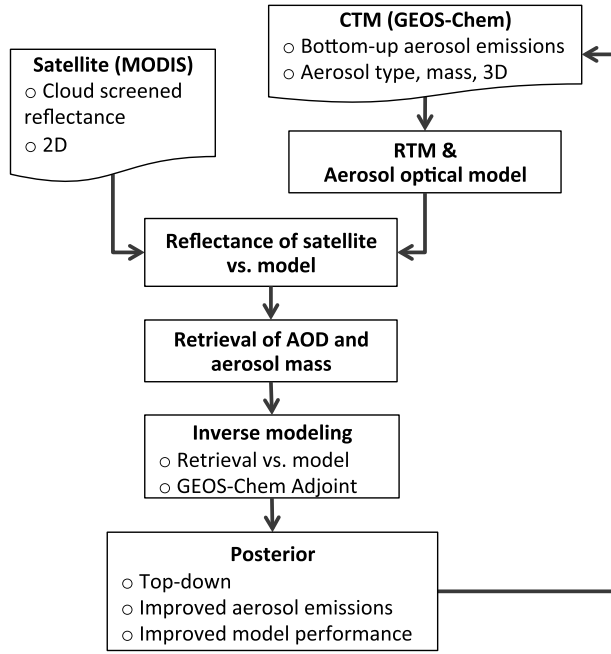 CTM (GEOS-Chem)
○ Bottom-up aerosol emissions
○ Aerosol type, mass, 3D
Satellite (MODIS)
○ Cloud screened
reflectance
○ 2D
RTM &
Aerosol optical model
Reflectance of satellite
vs. model
Retrieval of AOD and
aerosol mass
Inverse modeling
○ Retrieval vs. model
○ GEOS-Chem Adjoint
Posterior
○ Top-down
○ Improved aerosol emissions
○ Improved model performance